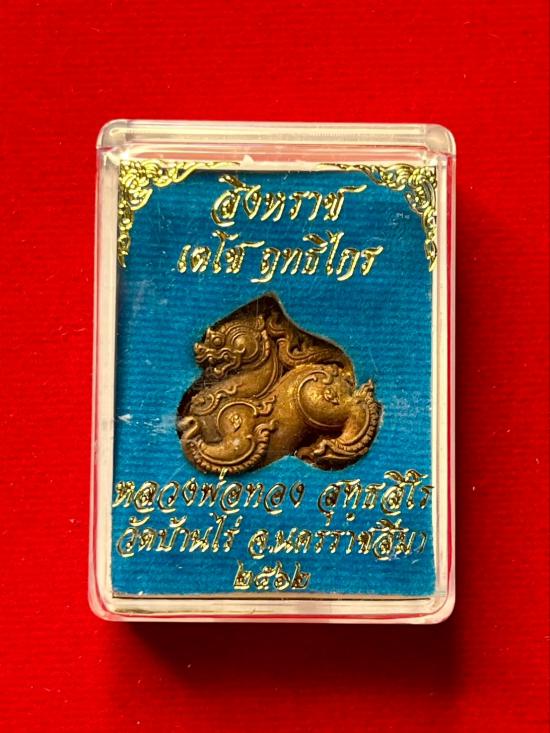 สิงหราช
เตโช ฤทธิไกร
หลวงพ่อทอง สุทฺธสีโร
วัดบ้านไร่ จ.นครราชสีมา
๒๕๖๒